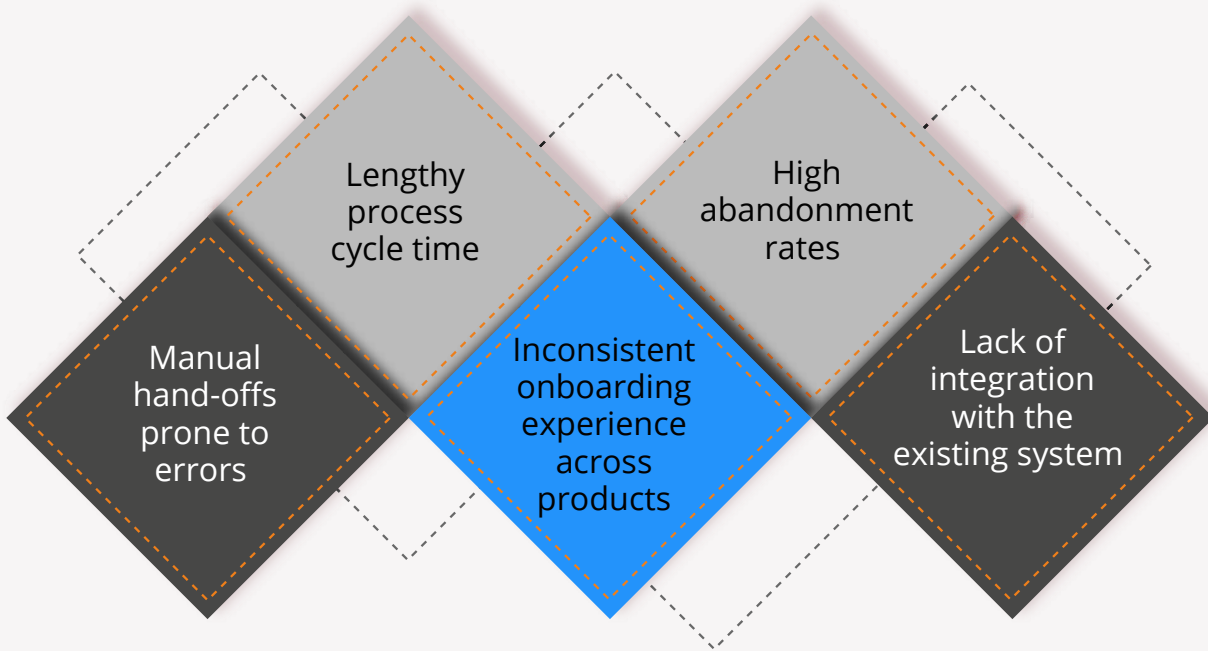 Lengthy
process
cycle time
High
abandonment
rates
Manual
hand-offs
prone to
errors
Inconsistent
onboarding
experience
across
products
Lack of
integration
with the
existing system